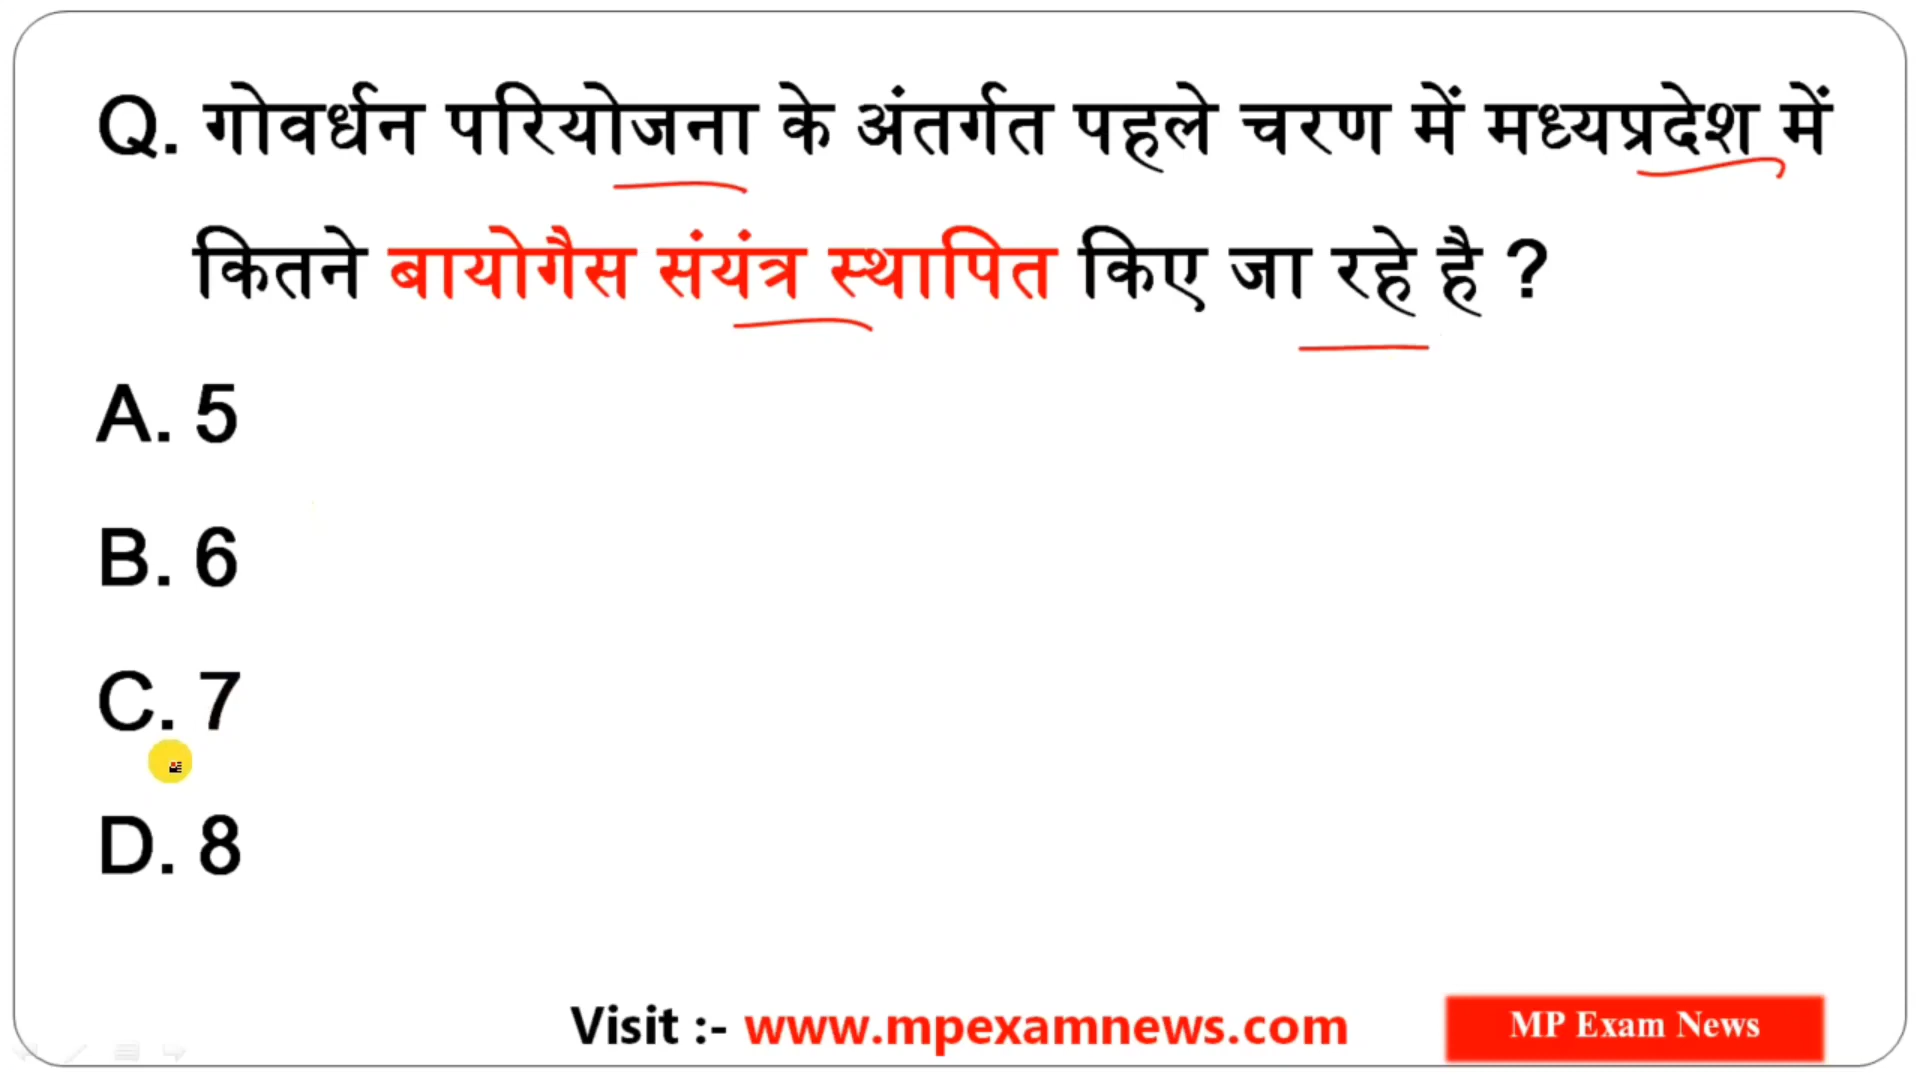 Q. गोवर्धन परियोजना के अंतर्गत पहले चरण में मध्यप्रदेश में
कितने बायोगैस संयंत्र स्थापित किए जा रहे है ?
A. 5
B. 6
C. 7
D. 8
Visit :- www.mpexamnews.com
MP Exam News